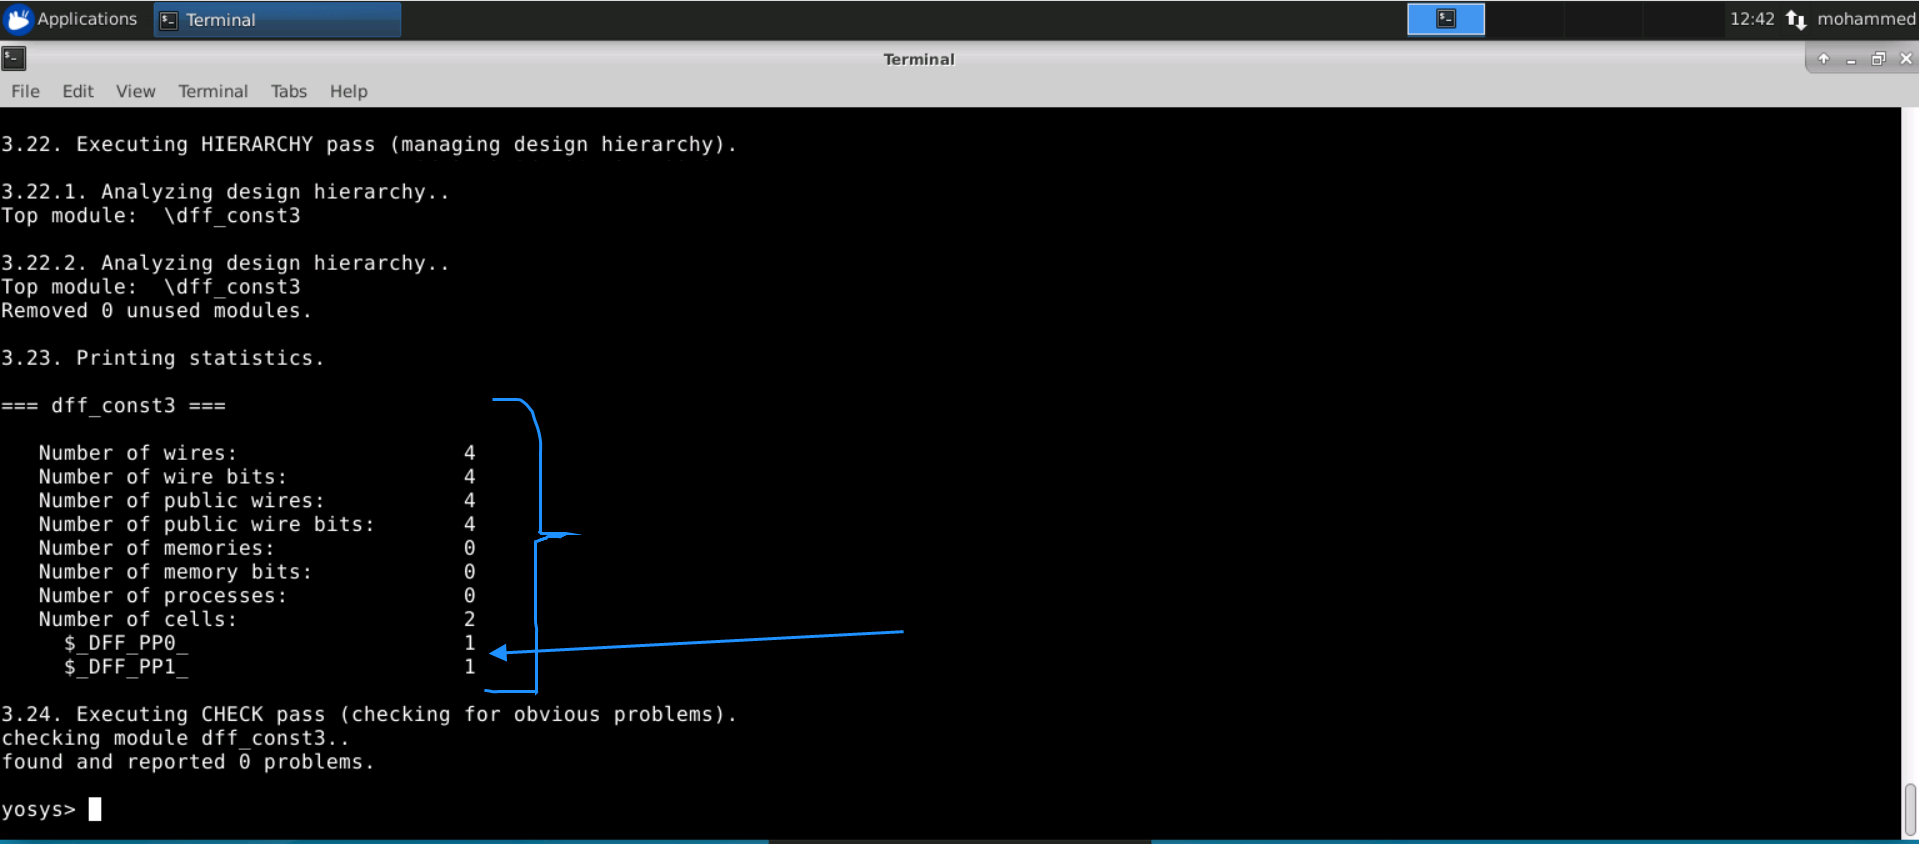 Applications
Terminal
12:42
mohammed
Terminal
File Edit View Terminal Tabs Help
3.22. Executing HIERARCHY pass (managing design hierarchy).
3.22.1. Analyzing design hierarchy..
Top module:  \dff_const3
3.22.2. Analyzing design hierarchy..
Top module:  \dff_const3
Removed 0 unused modules.
3.23. Printing statistics.
=== dff_const3 ===
Number of wires: 4
Number of wire bits: 4
Number of public wires: 4
Number of public wire bits: 4
Number of memories: 0
Number of memory bits: 0
Number of processes: 0
Number of cells: 2
$_DFF_PP0_ 1
$_DFF_PP1_ 1
3.24. Executing CHECK pass (checking for obvious problems).
checking module dff_const3..
found and reported 0 problems.
yosys>